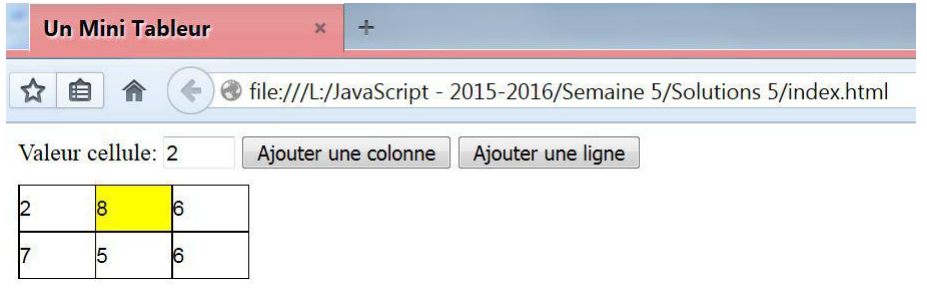 Un Mini Tableur × +
file:///L:/JavaScript - 2015-2016/Semaine 5/Solutions 5/index.html
Valeur cellule: 2 Ajouter une colonne Ajouter une ligne
2 8 6
7 5 6